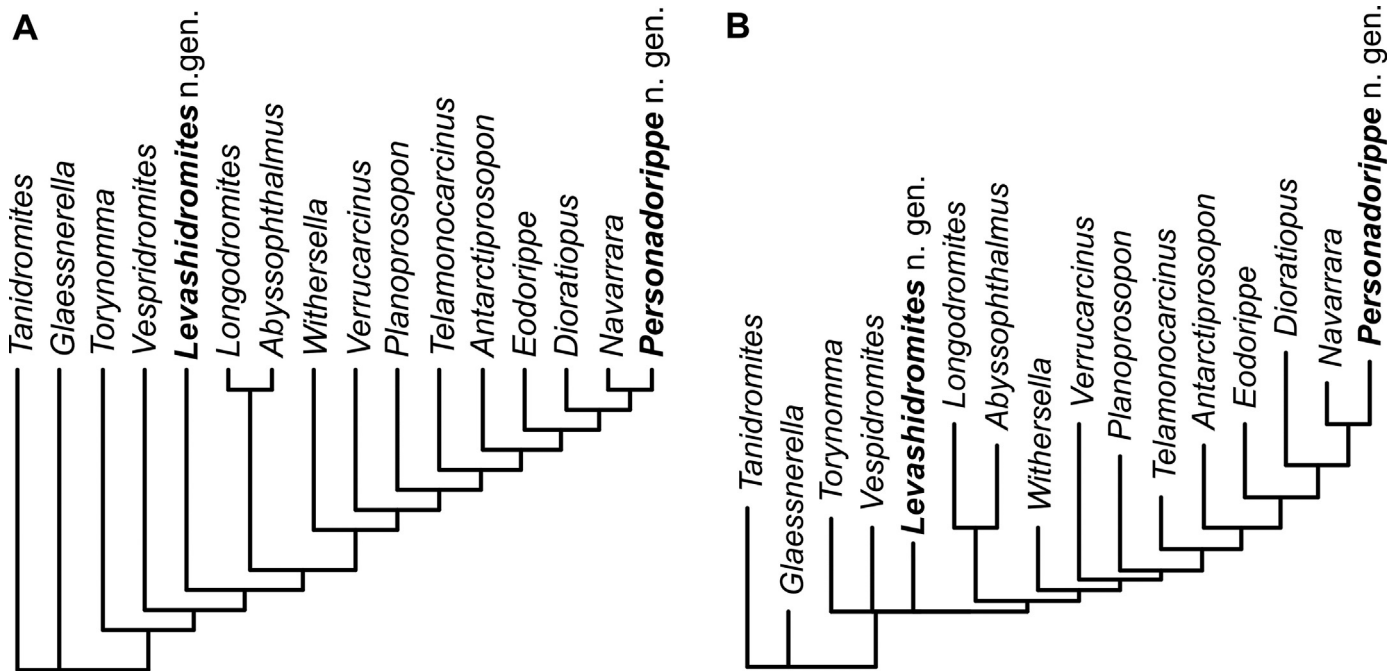 A
Tanidromites
Glaessnerella
Torynomma
Vespridromites
Levashidromites n.gen.
Longodromites
Abyssophthalmus
Withersella
Verrucarcinus
Planoprosopon
Telamonocarcinus
Antarctiprosopon
Eodorippe
Dioratiopus
Navarrara
Personadorippe n. gen.
B
Tanidromites
Glaessnerella
Torynomma
Vespidromites
Levashidromites n. gen.
Longodromites
Abyssophthalmus
Withersella
Verrucarcinus
Planoprosopon
Telamonocarcinus
Antarctiprosopon
Eodorippe
Dioratiopus
Navarrara
Personadorippe n. gen.